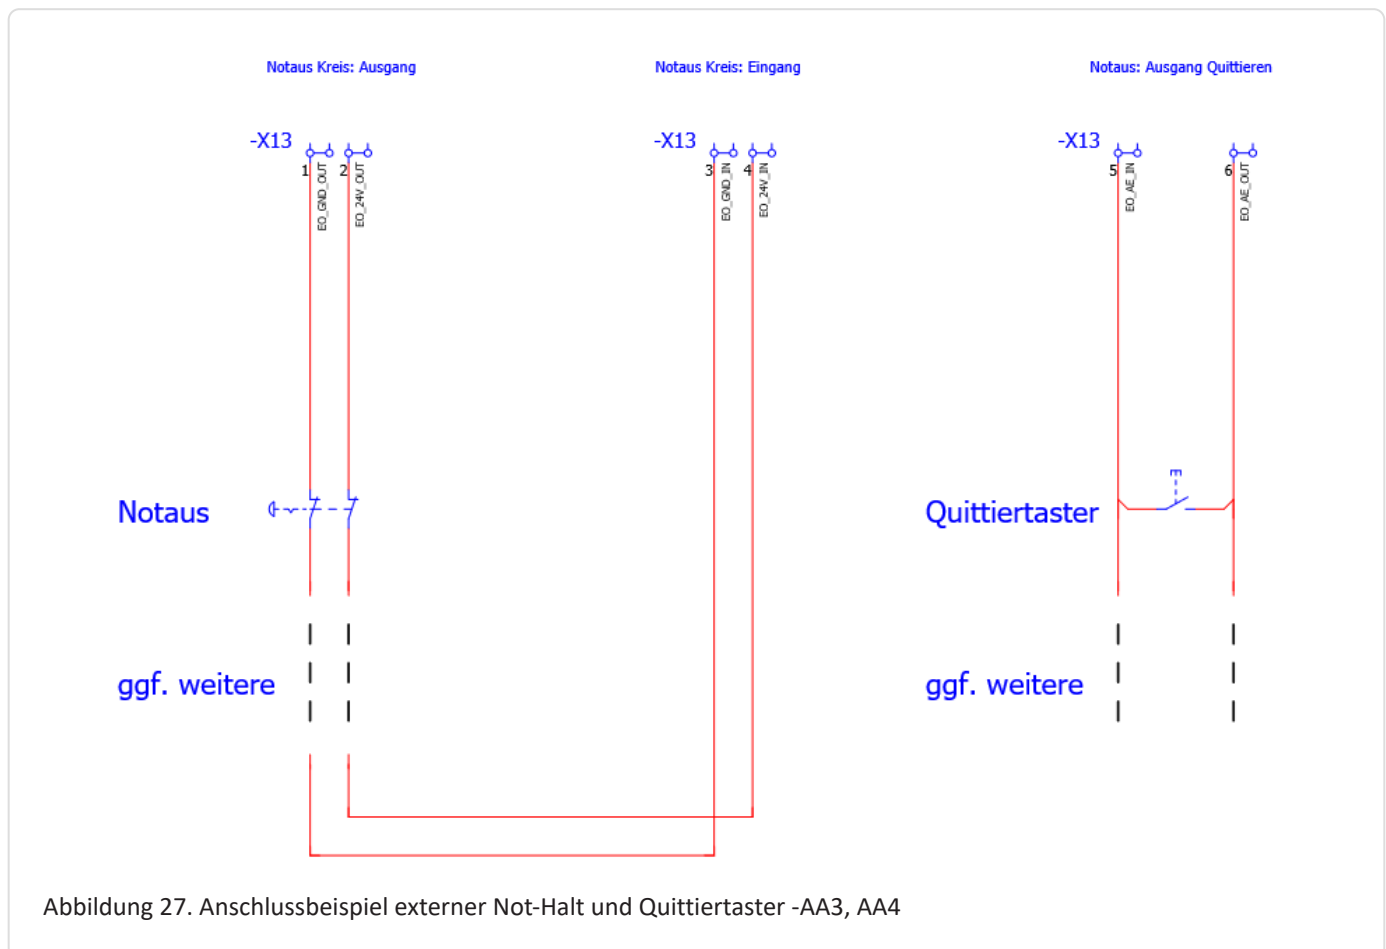 Notaus Kreis: Ausgang
Notaus Kreis: Eingang
Notaus: Ausgang Quittieren
-X13
1
EO_GND_OUT
2
EO_24V_OUT
-X13
3
EO_GND_IN
4
EO_24V_IN
-X13
5
EO_AE_IN
6
EO_AE_OUT
Notaus
Quittiertaster
ggf. weitere
ggf. weitere
Abbildung 27. Anschlussbeispiel externer Not-Halt und Quittiertaster -AA3, AA4